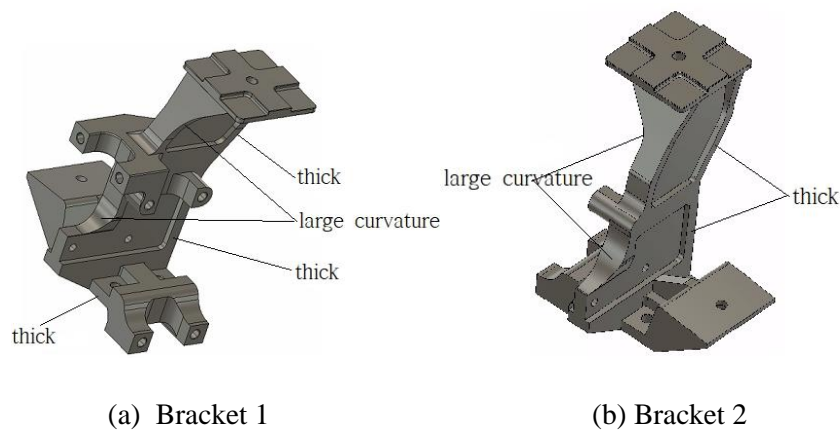 thick
large curvature
thick
thick
large curvature
thick
(a) Bracket 1
(b) Bracket 2